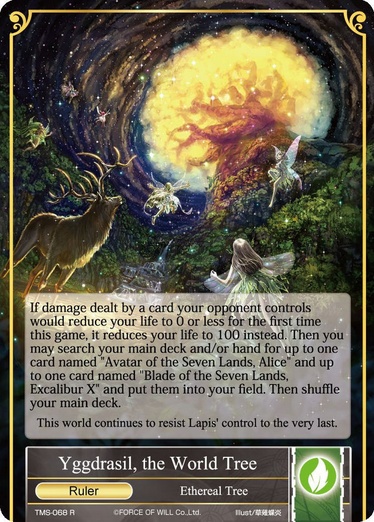 If damage dealt by a card your opponent controls
would reduce your life to 0 or less for the first time
this game, it reduces your life to 100 instead. Then you
may search your main deck and/or hand for up to one
card named "Avatar of the Seven Lands, Alice" and up
to one card named "Blade of the Seven Lands,
Excalibur X" and put them into your field. Then shuffle
your main deck.
This world continues to resist Lapis' control to the very last.
Yggdrasil, the World Tree
Ruler
Ethereal Tree
TMS-068 R
©FORCE OF WILL Co.,Ltd.
Illust/草薙蝶炎